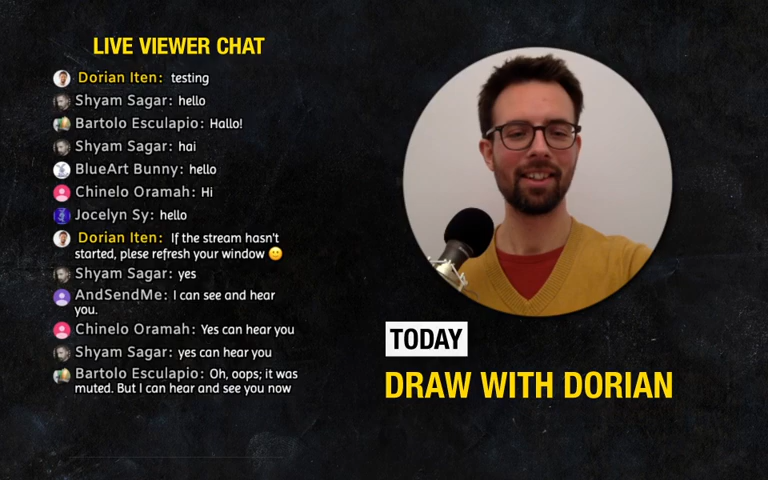 LIVE VIEWER CHAT
Dorian Iten: testing
Shyam Sagar: hello
Bartolo Esculapio: Hallo!
Shyam Sagar: hai
BlueArt Bunny: hello
Chinelo Oramah: Hi
Jocelyn Sy: hello
Dorian Iten: If the stream hasn't
started, plese refresh your window 🙂
Shyam Sagar: yes
AndSendMe: I can see and hear
you.
Chinelo Oramah: Yes can hear you
Shyam Sagar: yes can hear you
Bartolo Esculapio: Oh, oops; it was
muted. But I can hear and see you now
TODAY
DRAW WITH DORIAN